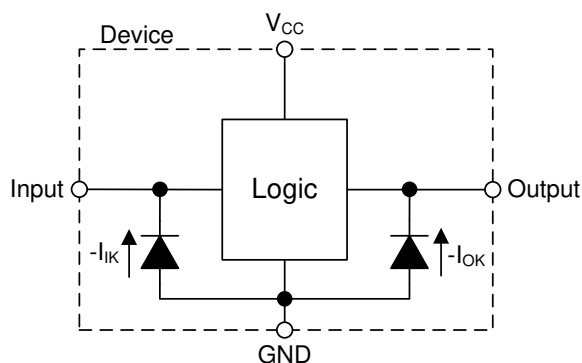 Device
VCC
Input
Logic
Output
-IIK
-IOK
GND